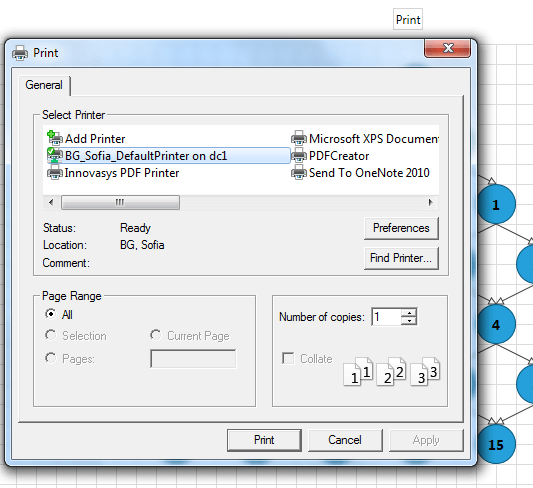 Print
Print
General
Select Printer
Add Printer
Microsoft XPS Document
BG_Sofia_DefaultPrinter on dc1
PDFCreator
Innovasys PDF Printer
Send To OneNote 2010
Status: Ready
Preferences
Location: BG, Sofia
Comment:
Find Printer...
Page Range
All
Number of copies: 1
Selection
Current Page
Pages:
Collate
1 1 2 2 3 3
Print
Cancel
Apply
1
4
15